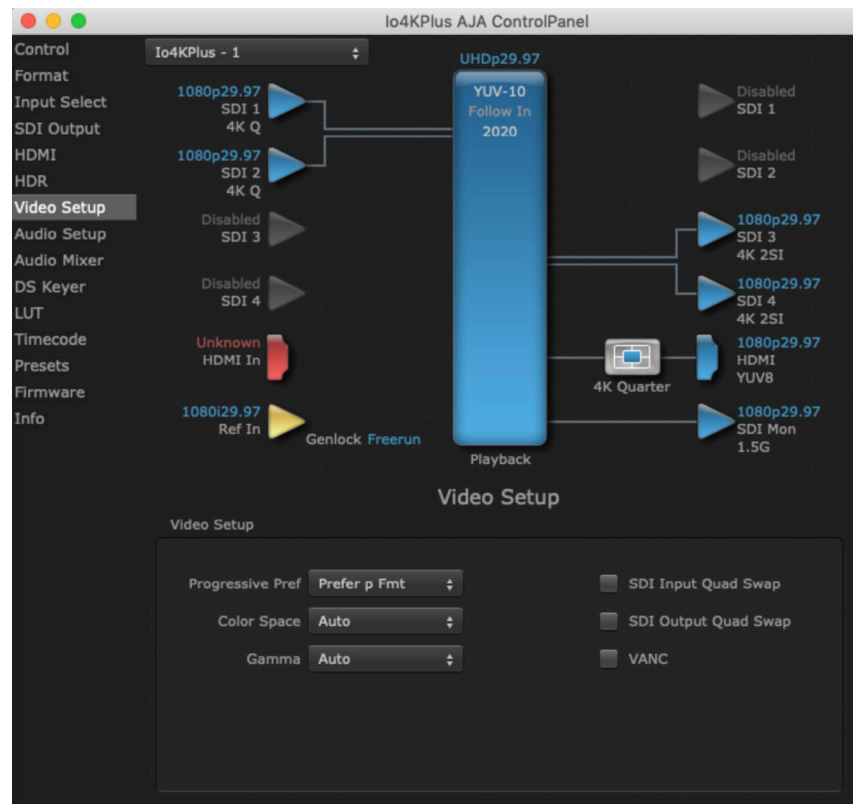 Io4KPlus AJA ControlPanel
Control
Format
Input Select
SDI Output
HDMI
HDR
Video Setup
Audio Setup
Audio Mixer
DS Keyer
LUT
Timecode
Presets
Firmware
Info
Io4KPlus - 1
1080p29.97
SDI 1
4K Q
1080p29.97
SDI 2
4K Q
Disabled
SDI 3
Disabled
SDI 4
Unknown
HDMI In
1080i29.97
Ref In
Genlock Freerun
UHDp29.97
YUV-10
Follow In
2020
Playback
Disabled
SDI 1
Disabled
SDI 2
1080p29.97
SDI 3
4K 2SI
1080p29.97
SDI 4
4K 2SI
4K Quarter
1080p29.97
HDMI
YUV8
1080p29.97
SDI Mon
1.5G
Video Setup
Video Setup
Progressive Pref Prefer p Fmt
Color Space Auto
Gamma Auto
SDI Input Quad Swap
SDI Output Quad Swap
VANC